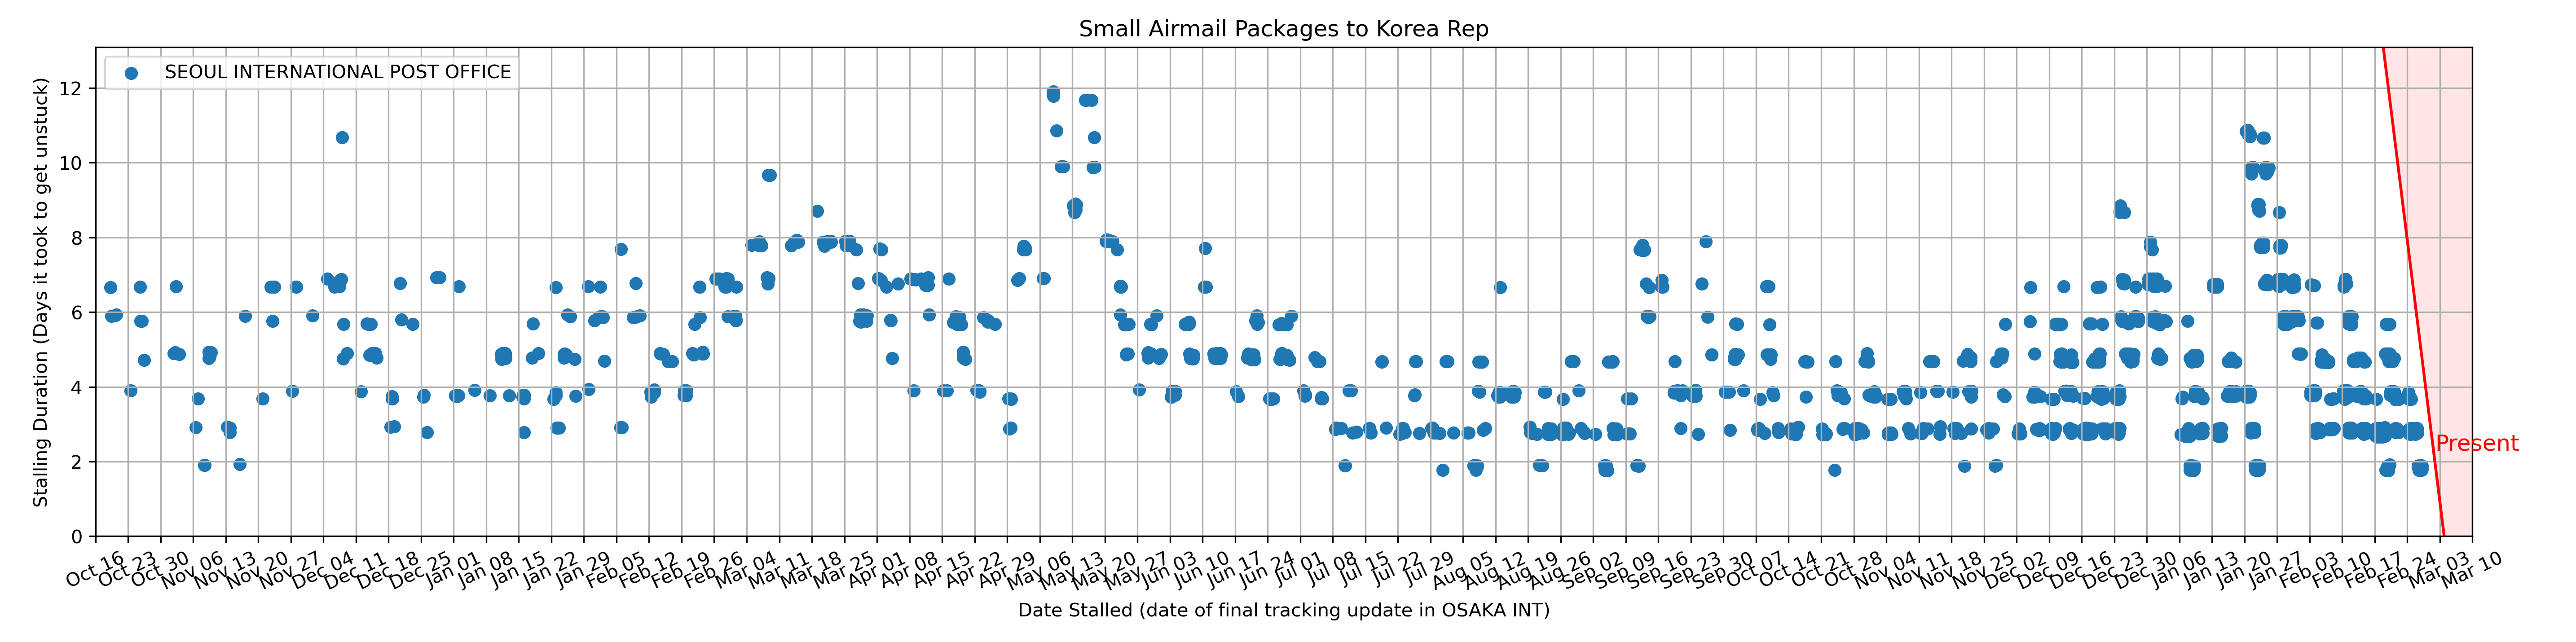 Small Airmail Packages to Korea Rep
SEOUL INTERNATIONAL POST OFFICE
Stalling Duration (Days it took to get unstuck)
12
10
8
6
4
2
0
Present
Oct 16 Oct 23 Oct 30 Nov 06 Nov 13 Nov 20 Nov 27 Dec 04 Dec 11 Dec 18 Dec 25 Jan 01 Jan 08 Jan 15 Jan 22 Jan 29 Feb 05 Feb 12 Feb 19 Feb 26 Mar 04 Mar 11 Mar 18 Mar 25 Apr 01 Apr 08 Apr 15 Apr 22 Apr 29 May 06 May 13 May 20 May 27 Jun 03 Jun 10 Jun 17 Jun 24 Jul 01 Jul 08 Jul 15 Jul 22 Jul 29 Aug 05 Aug 12 Aug 19 Aug 26 Sep 02 Sep 09 Sep 16 Sep 23 Sep 30 Oct 07 Oct 14 Oct 21 Oct 28 Nov 04 Nov 11 Nov 18 Nov 25 Dec 02 Dec 09 Dec 16 Dec 23 Dec 30 Jan 06 Jan 13 Jan 20 Jan 27 Feb 03 Feb 10 Feb 17 Feb 24 Mar 03 Mar 10
Date Stalled (date of final tracking update in OSAKA INT)